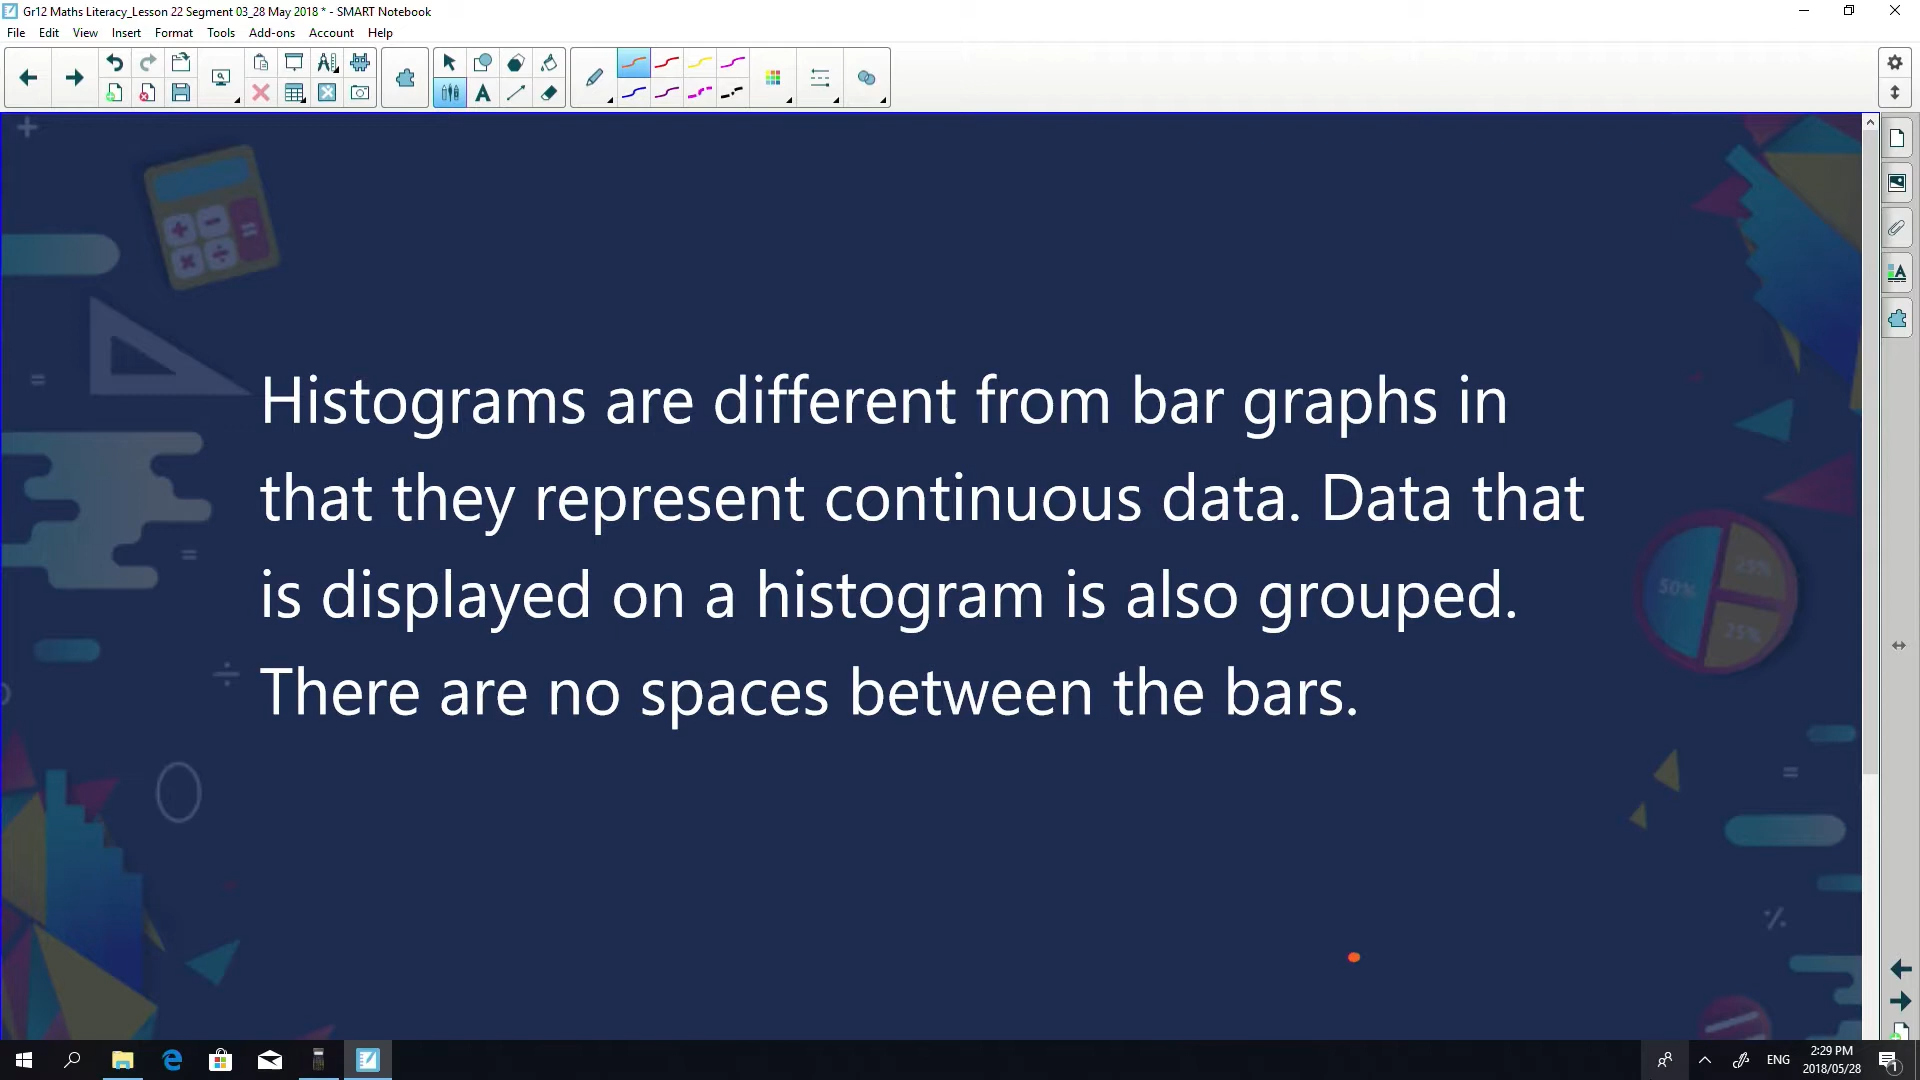 Gr12 Maths Literacy_Lesson 22 Segment 03_28 May 2018 * - SMART Notebook
File Edit View Insert Format Tools Add-ons Account Help
Histograms are different from bar graphs in
that they represent continuous data. Data that
is displayed on a histogram is also grouped.
There are no spaces between the bars.
50%
25%
25%
ENG
2:29 PM
2018/05/28
1